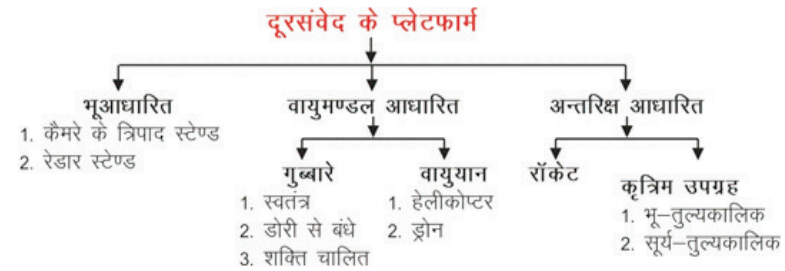 दूरसंवेद के प्लेटफार्म
भूआधारित
1. कैमरे के त्रिपाद स्टेण्ड
2. रेडार स्टेण्ड
वायुमण्डल आधारित
गुब्बारे
1. स्वतंत्र
2. डोरी से बंधे
3. शक्ति चालित
वायुयान
1. हेलीकोप्टर
2. ड्रोन
अन्तरिक्ष आधारित
रॉकेट
कृत्रिम उपग्रह
1. भू–तुल्यकालिक
2. सूर्य–तुल्यकालिक